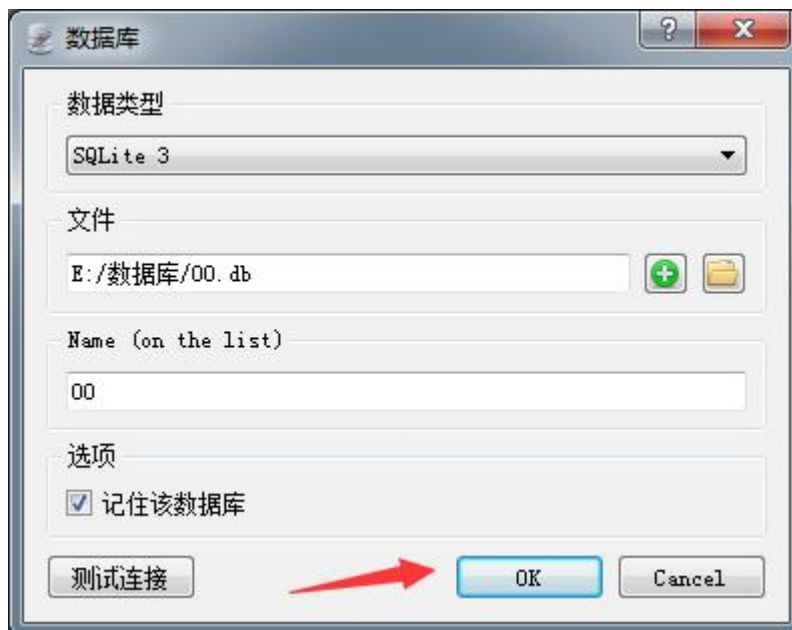 数据库
数据类型
SQLite 3
文件
E:/数据库/00.db
Name (on the list)
00
选项
记住该数据库
测试连接
OK
Cancel